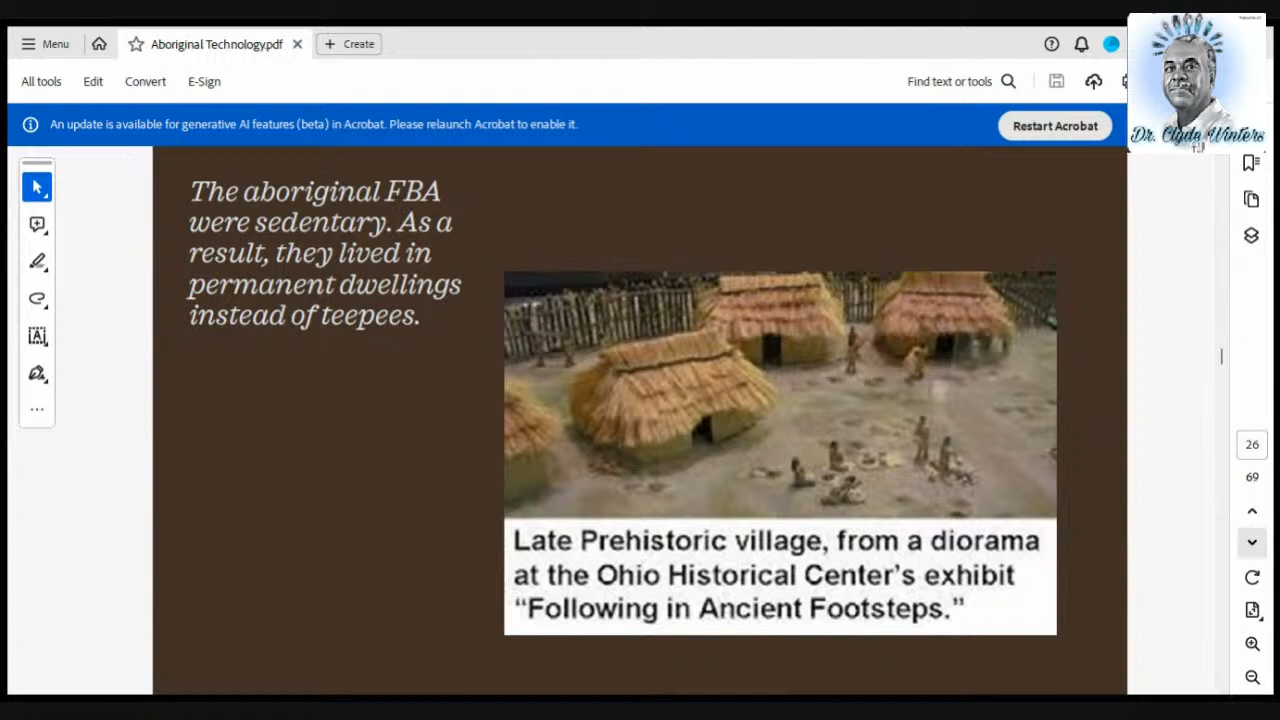 Menu
Aboriginal Technology.pdf
Create
All tools
Edit
Convert
E-Sign
Find text or tools
An update is available for generative AI features (beta) in Acrobat. Please relaunch Acrobat to enable it.
Restart Acrobat
Dr. Clyde Winters
The aboriginal FBA
were sedentary. As a
result, they lived in
permanent dwellings
instead of teepees.
Late Prehistoric village, from a diorama
at the Ohio Historical Center's exhibit
“Following in Ancient Footsteps.”
26
69